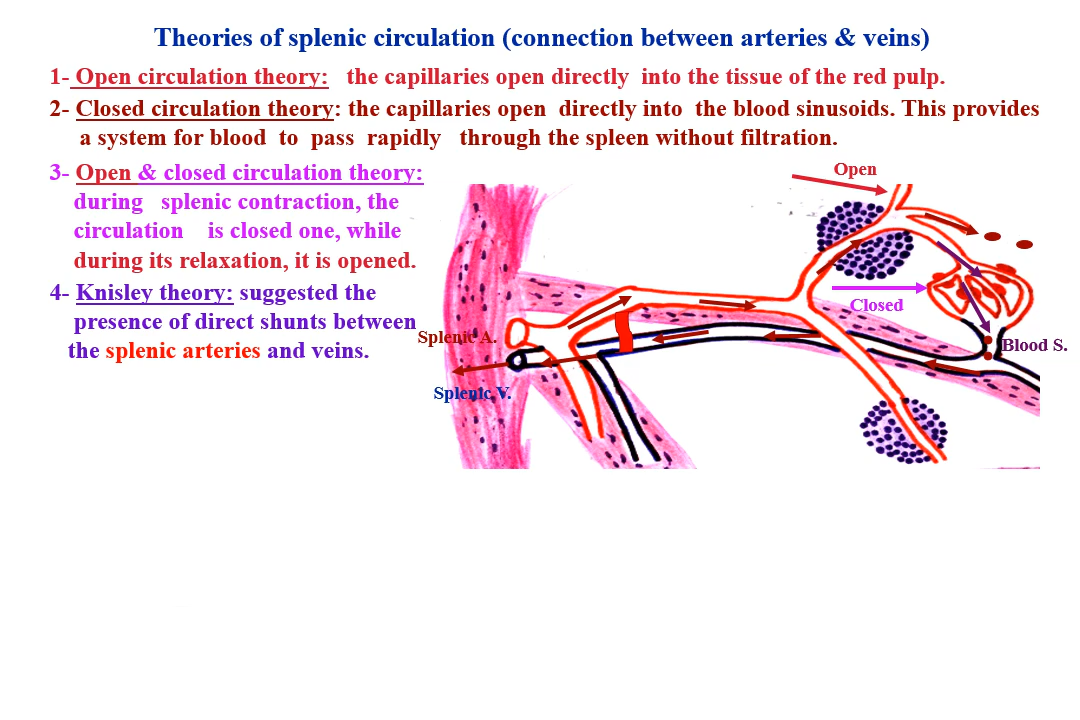 Theories of splenic circulation (connection between arteries & veins)
1- Open circulation theory: the capillaries open directly into the tissue of the red pulp.
2- Closed circulation theory: the capillaries open directly into the blood sinusoids. This provides
a system for blood to pass rapidly through the spleen without filtration.
3- Open & closed circulation theory:
during splenic contraction, the
circulation is closed one, while
during its relaxation, it is opened.
4- Knisley theory: suggested the
presence of direct shunts between
the splenic arteries and veins.
Open
Closed
Splenic A.
Blood S.
Splenic V.